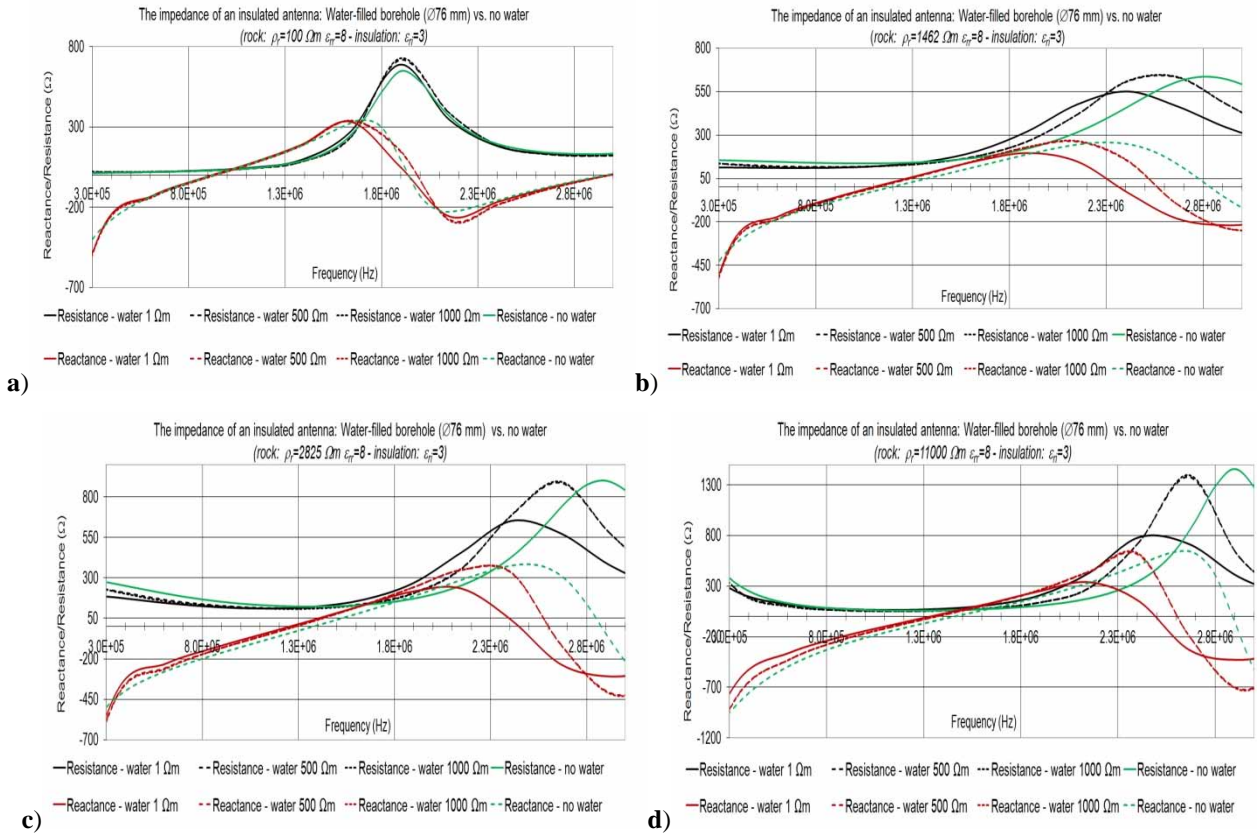 The impedance of an insulated antenna: Water-filled borehole (∅76 mm) vs. no water
(rock: ρr=100 Ωm εrr=8 - insulation: εri=3)
Reactance/Resistance (Ω)
800
300
-200
-700
3.0E+05 8.0E+05 1.3E+06 1.8E+06 2.3E+06 2.8E+06
Frequency (Hz)
Resistance - water 1 Ωm Resistance - water 500 Ωm Resistance - water 1000 Ωm Resistance - no water
Reactance - water 1 Ωm Reactance - water 500 Ωm Reactance - water 1000 Ωm Reactance - no water
a)
The impedance of an insulated antenna: Water-filled borehole (∅76 mm) vs. no water
(rock: ρr=1462 Ωm εrr=8 - insulation: εri=3)
Reactance/Resistance (Ω)
800
550
300
50
-200
-450
-700
3.0E+05 8.0E+05 1.3E+06 1.8E+06 2.3E+06 2.8E+06
Frequency (Hz)
Resistance - water 1 Ωm Resistance - water 500 Ωm Resistance - water 1000 Ωm Resistance - no water
Reactance - water 1 Ωm Reactance - water 500 Ωm Reactance - water 1000 Ωm Reactance - no water
b)
The impedance of an insulated antenna: Water-filled borehole (∅76 mm) vs. no water
(rock: ρr=2825 Ωm εrr=8 - insulation: εri=3)
Reactance/Resistance (Ω)
800
550
300
50
-200
-450
-700
3.0E+05 8.0E+05 1.3E+06 1.8E+06 2.3E+06 2.8E+06
Frequency (Hz)
Resistance - water 1 Ωm Resistance - water 500 Ωm Resistance - water 1000 Ωm Resistance - no water
Reactance - water 1 Ωm Reactance - water 500 Ωm Reactance - water 1000 Ωm Reactance - no water
c)
The impedance of an insulated antenna: Water-filled borehole (∅76 mm) vs. no water
(rock: ρr=11000 Ωm εrr=8 - insulation: εri=3)
Reactance/Resistance (Ω)
1300
800
300
-200
-700
-1200
3.0E+05 8.0E+05 1.3E+06 1.8E+06 2.3E+06 2.8E+06
Frequency (Hz)
Resistance - water 1 Ωm Resistance - water 500 Ωm Resistance - water 1000 Ωm Resistance - no water
Reactance - water 1 Ωm Reactance - water 500 Ωm Reactance - water 1000 Ωm Reactance - no water
d)